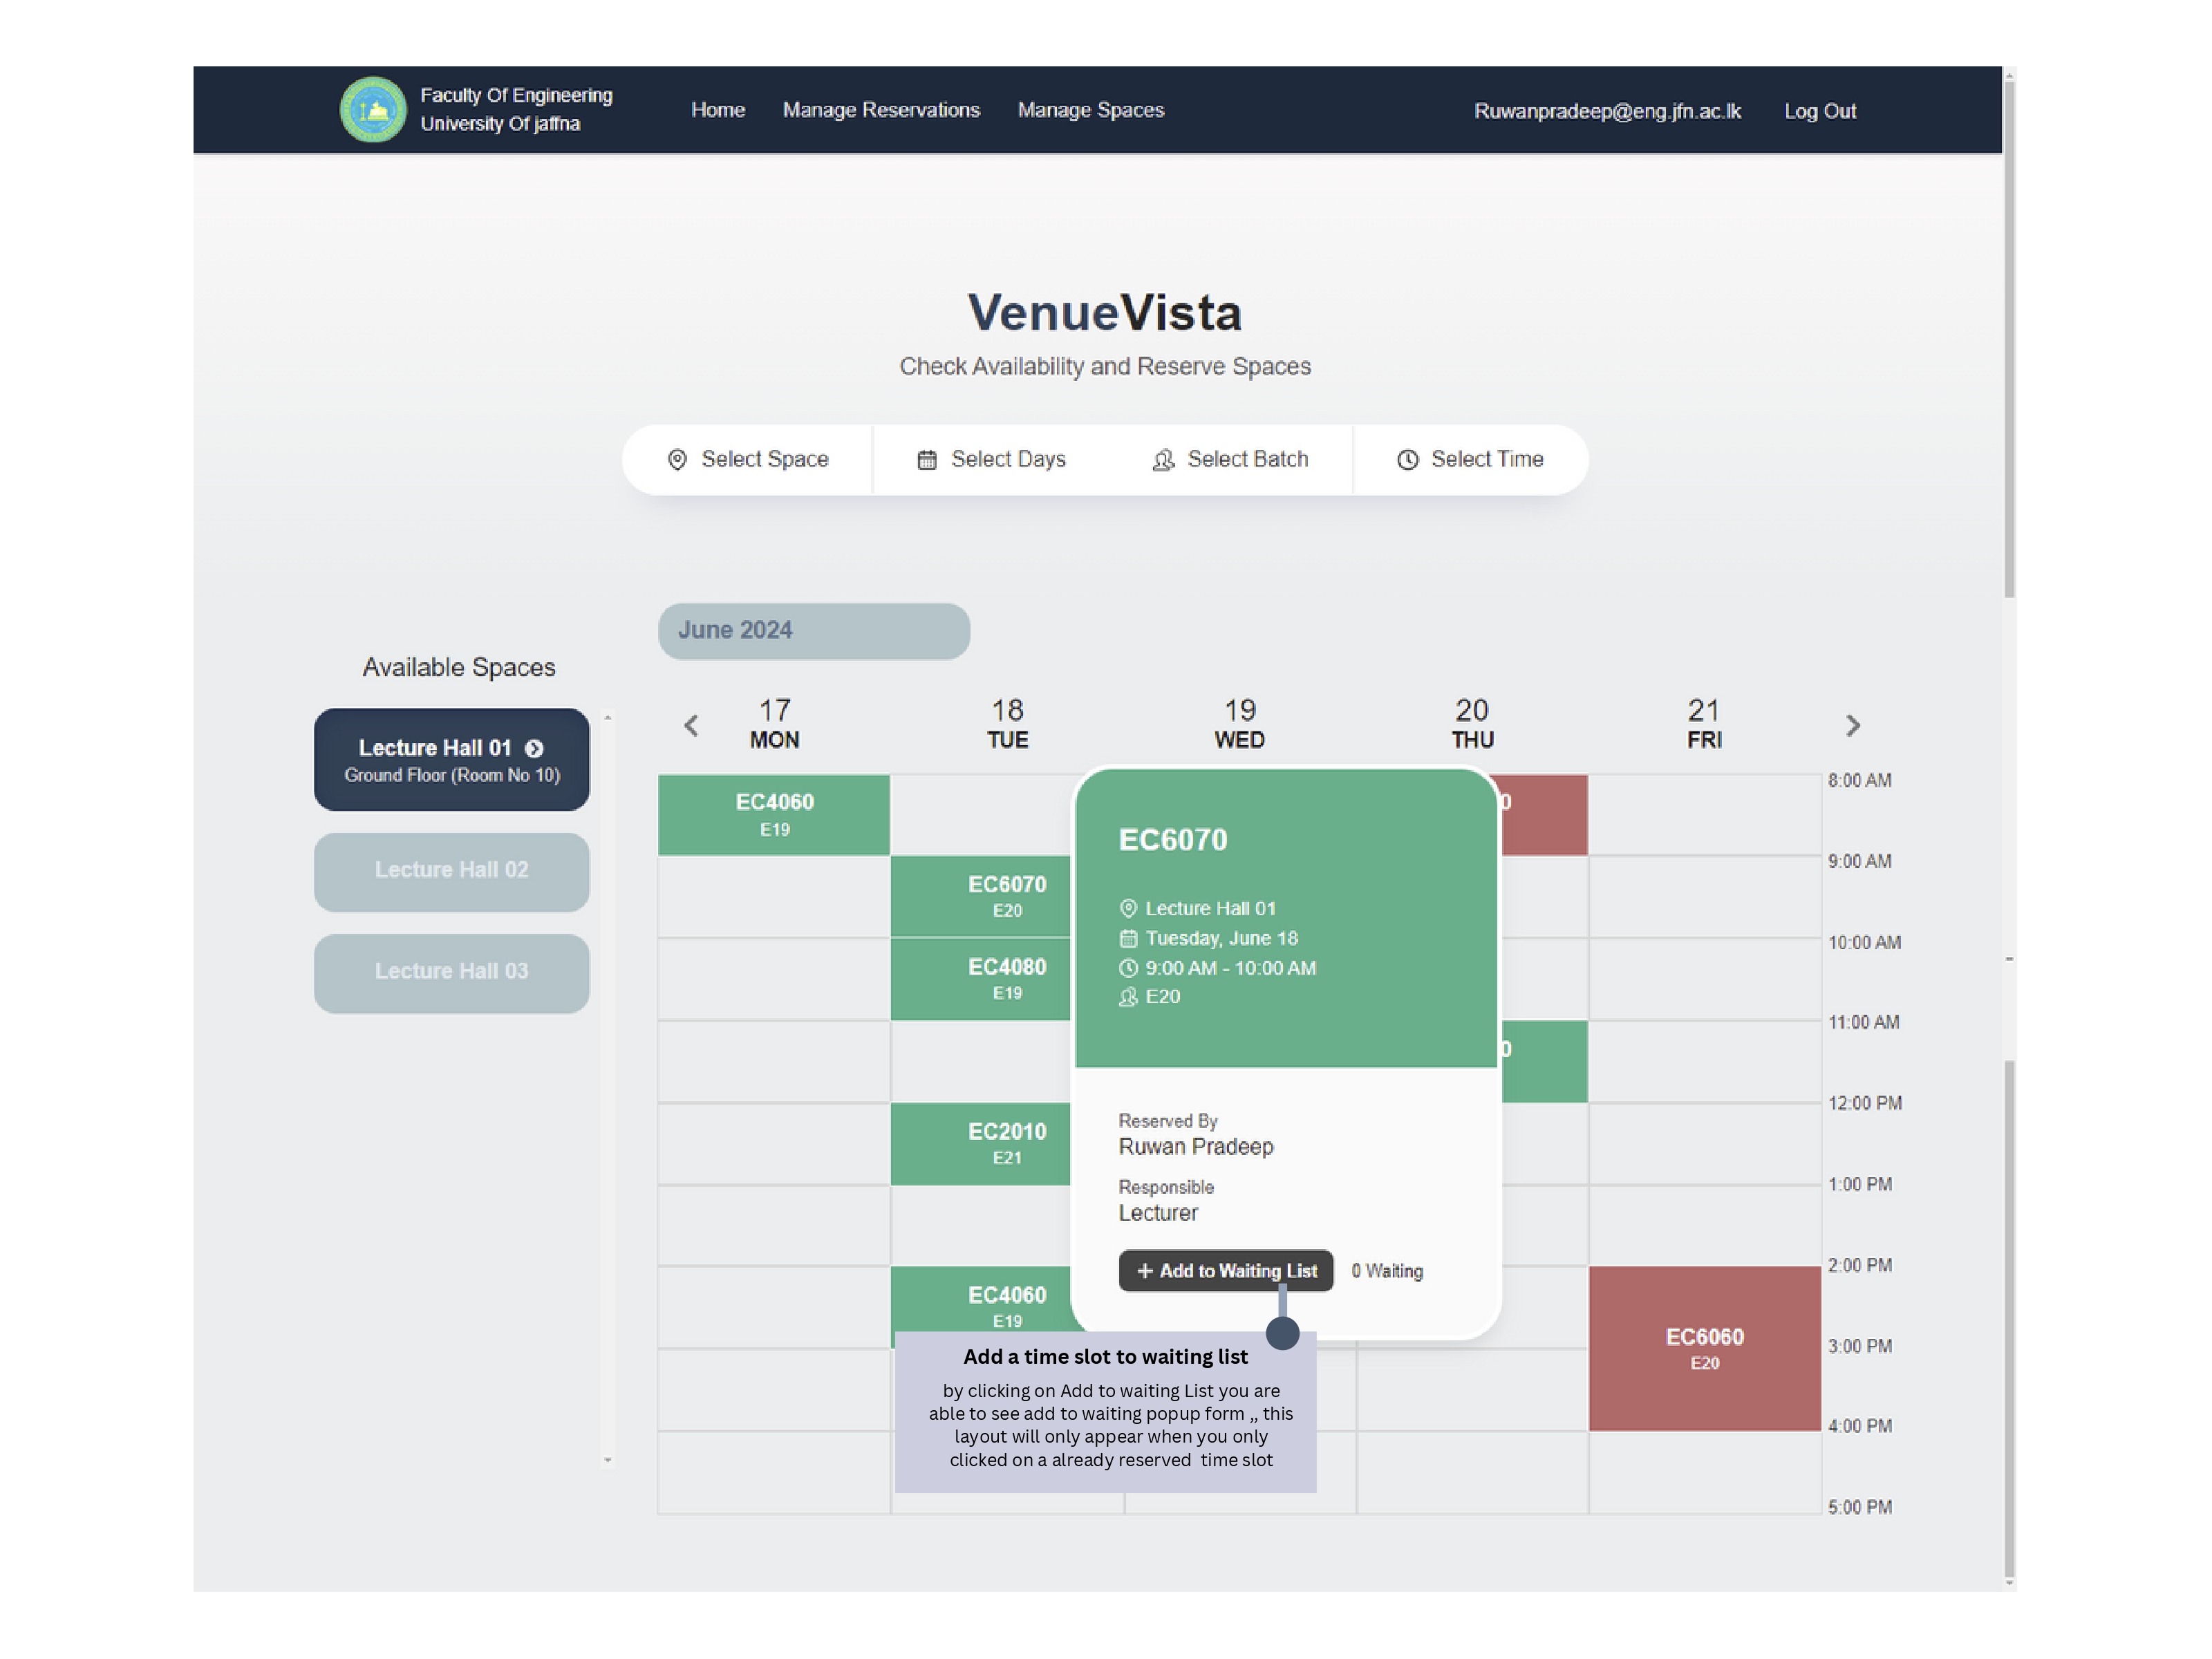 Faculty Of Engineering
University Of jaffna
Home
Manage Reservations
Manage Spaces
Ruwanpradeep@eng.jfn.ac.lk
Log Out
VenueVista
Check Availability and Reserve Spaces
Select Space
Select Days
Select Batch
Select Time
June 2024
Available Spaces
Lecture Hall 01
Ground Floor (Room No 10)
Lecture Hall 02
Lecture Hall 03
17
MON
18
TUE
19
WED
20
THU
21
FRI
EC4060
E19
EC6070
E20
EC4080
E19
EC2010
E21
EC4060
E19
EC6070
Lecture Hall 01
Tuesday, June 18
9:00 AM - 10:00 AM
E20
Reserved By
Ruwan Pradeep
Responsible
Lecturer
+ Add to Waiting List
0 Waiting
0
0
EC6060
E20
8:00 AM
9:00 AM
10:00 AM
11:00 AM
12:00 PM
1:00 PM
2:00 PM
3:00 PM
4:00 PM
5:00 PM
Add a time slot to waiting list
by clicking on Add to waiting List you are
able to see add to waiting popup form ,, this
layout will only appear when you only
clicked on a already reserved time slot